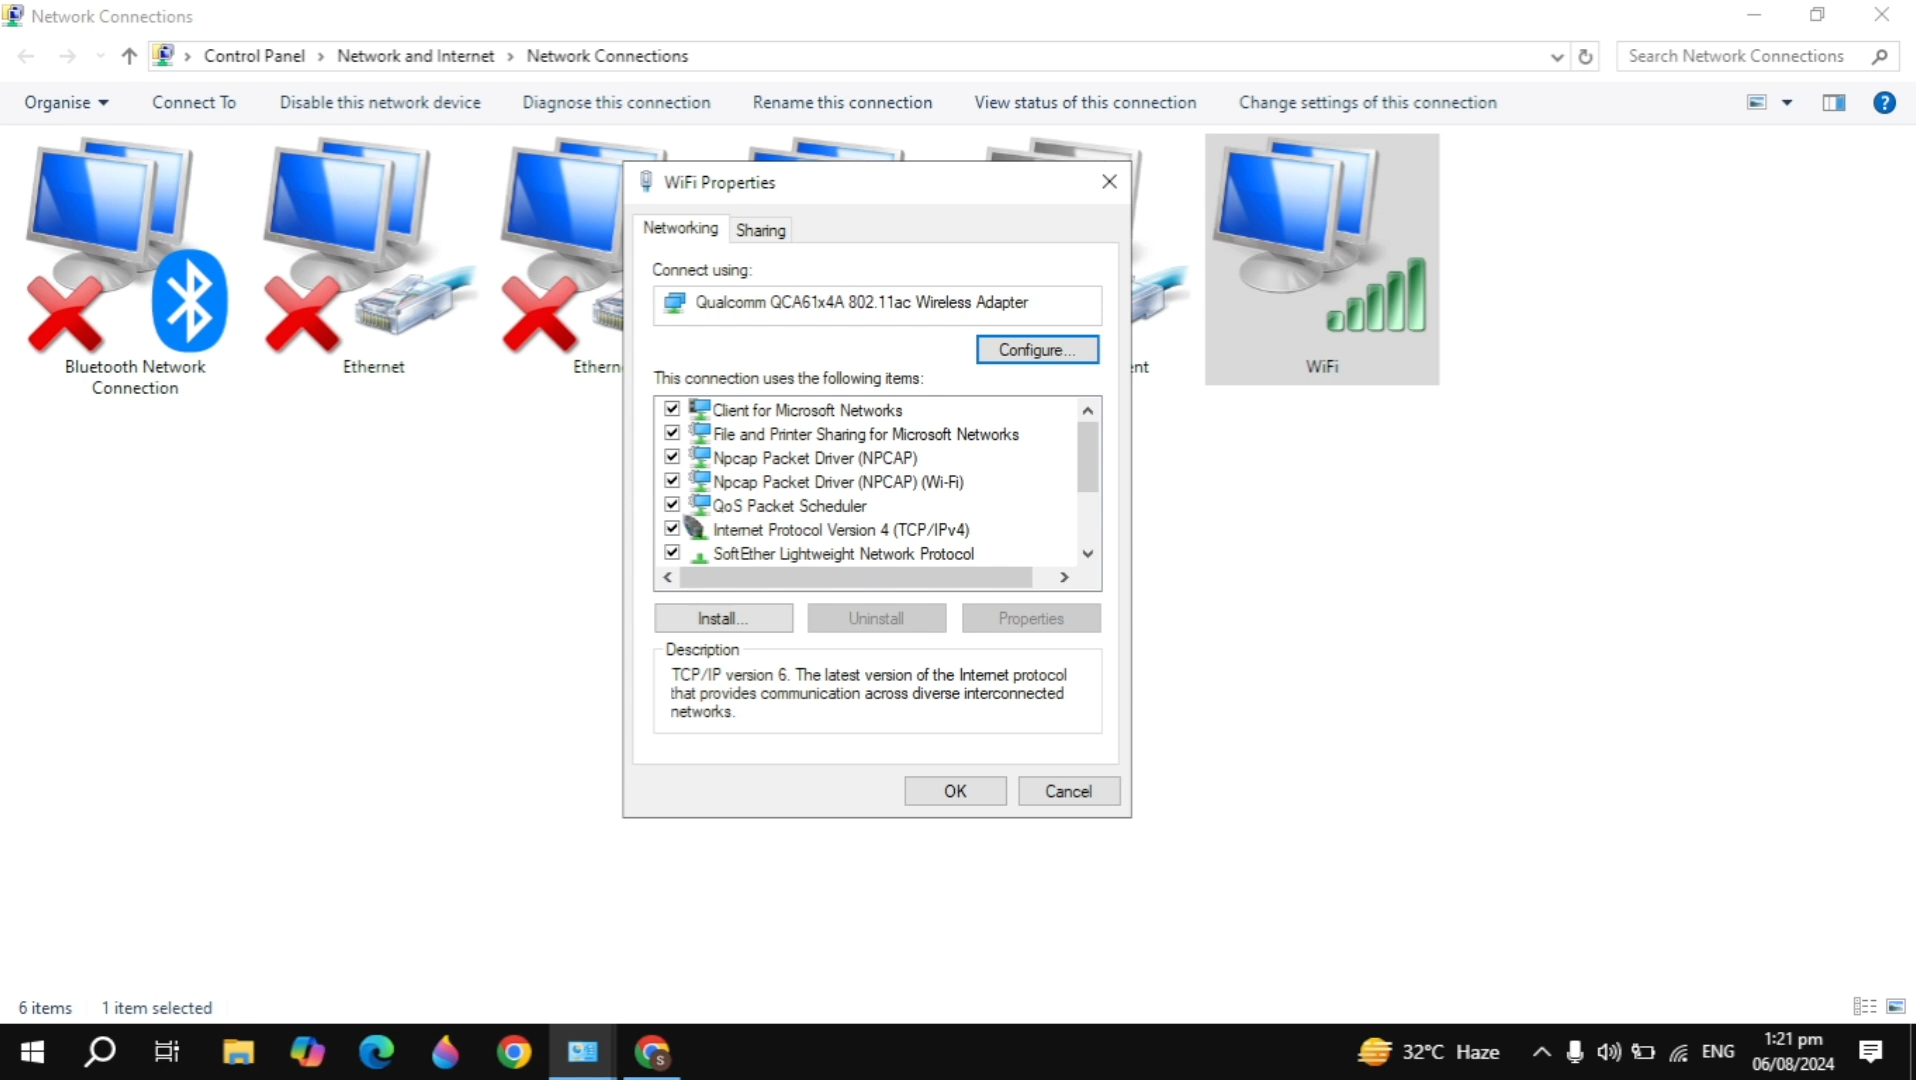 Network Connections
Control Panel > Network and Internet > Network Connections
Search Network Connections
Organise
Connect To
Disable this network device
Diagnose this connection
Rename this connection
View status of this connection
Change settings of this connection
Bluetooth Network
Connection
Ethernet
Ethern
nt
WiFi
WiFi Properties
Networking
Sharing
Connect using:
Qualcomm QCA61x4A 802.11ac Wireless Adapter
Configure...
This connection uses the following items:
Client for Microsoft Networks
File and Printer Sharing for Microsoft Networks
Npcap Packet Driver (NPCAP)
Npcap Packet Driver (NPCAP) (Wi-Fi)
QoS Packet Scheduler
Internet Protocol Version 4 (TCP/IPv4)
SoftEther Lightweight Network Protocol
Install...
Uninstall
Properties
Description
TCP/IP version 6. The latest version of the Internet protocol
that provides communication across diverse interconnected
networks.
OK
Cancel
6 items
1 item selected
S
32°C Haze
ENG
1:21 pm
06/08/2024